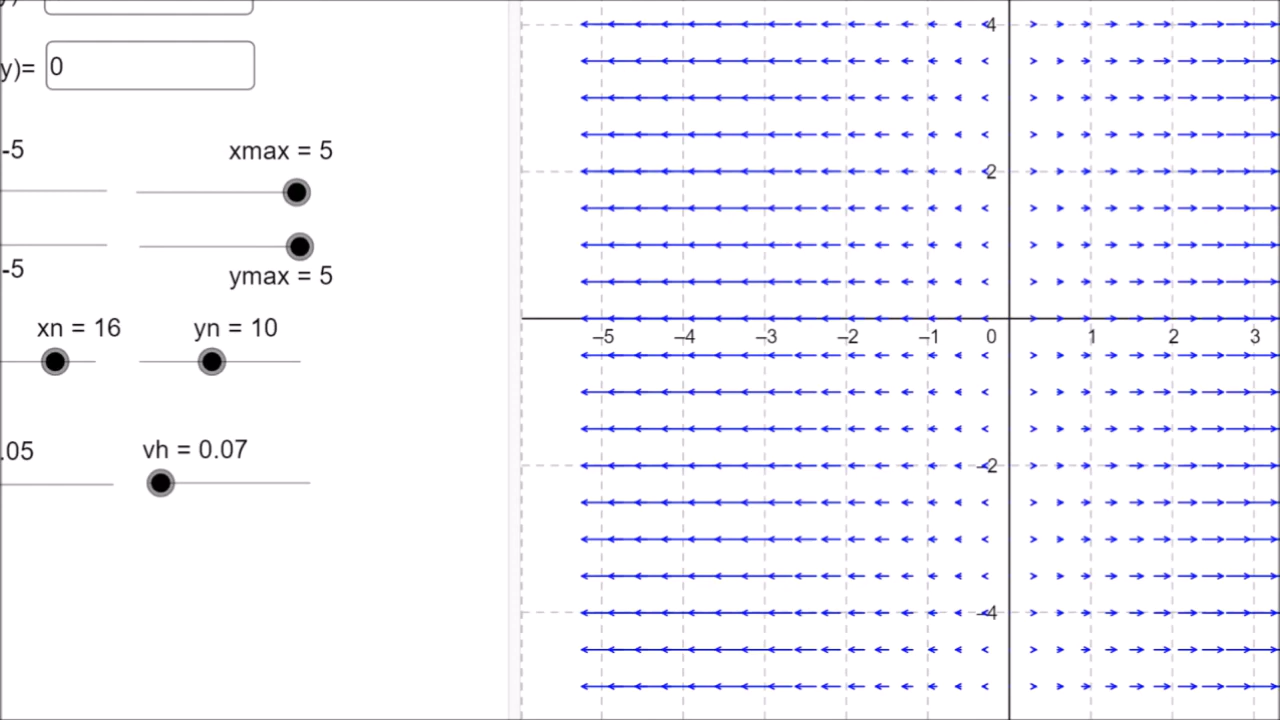 y)=
y)= 0
-5
xmax = 5
-5
ymax = 5
xn = 16
yn = 10
.05
vh = 0.07
4
2
–5 –4 –3 –2 –1 0 1 2 3
–2
–4